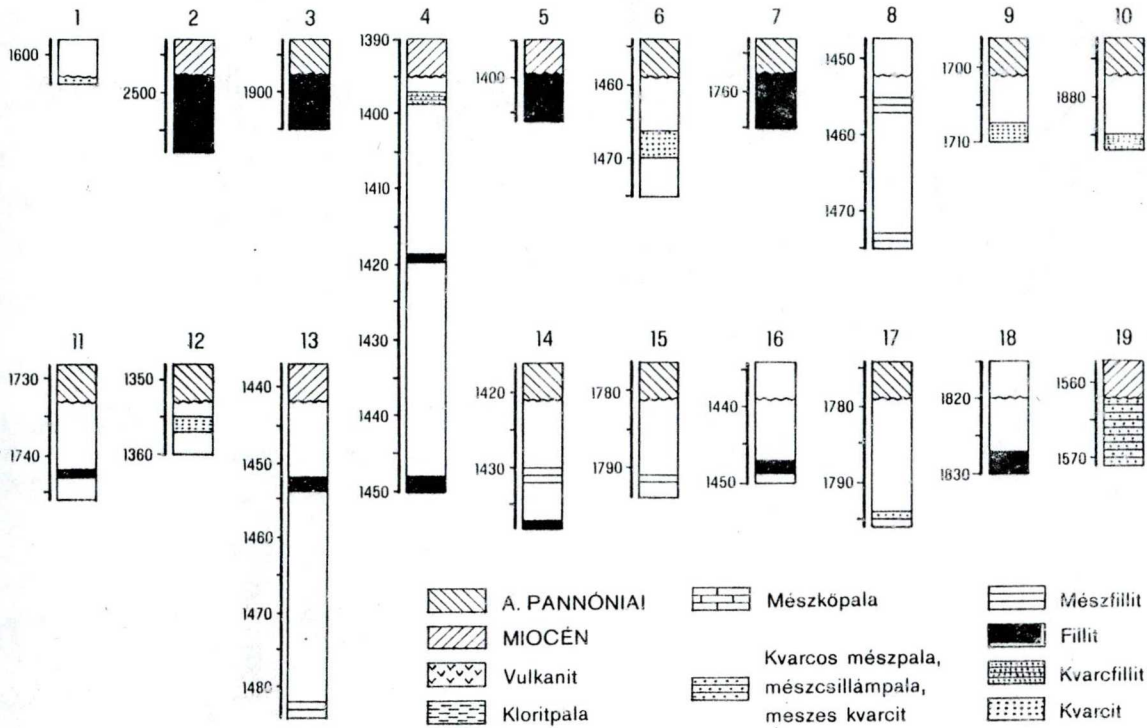 1 2 3 4 5 6 7 8 9 10
1600
2500
1900
1390
1400
1410
1420
1430
1440
1450
1400
1460
1470
1760
1450
1460
1470
1700
1710
1880
11 12 13 14 15 16 17 18 19
1730
1740
1350
1360
1440
1450
1460
1470
1480
1420
1430
1780
1790
1440
1450
1780
1790
1820
1830
1560
1570
A. PANNÓNIAI
MIOCÉN
Vulkanit
Kloritpala
Mészkőpala
Kvarcos mészpala,
mészcsillámpala,
meszes kvarcit
Mészfillit
Fillit
Kvarcfillit
Kvarcit